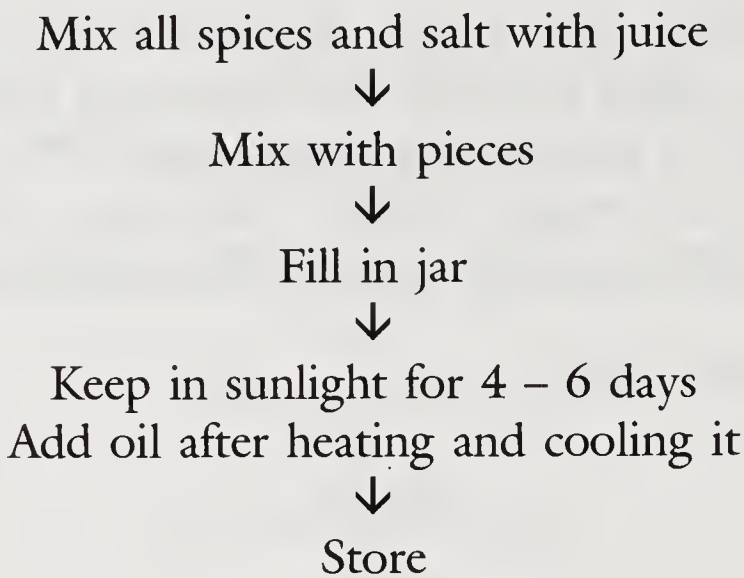 Mix all spices and salt with juice
↓
Mix with pieces
↓
Fill in jar
↓
Keep in sunlight for 4 – 6 days
Add oil after heating and cooling it
↓
Store